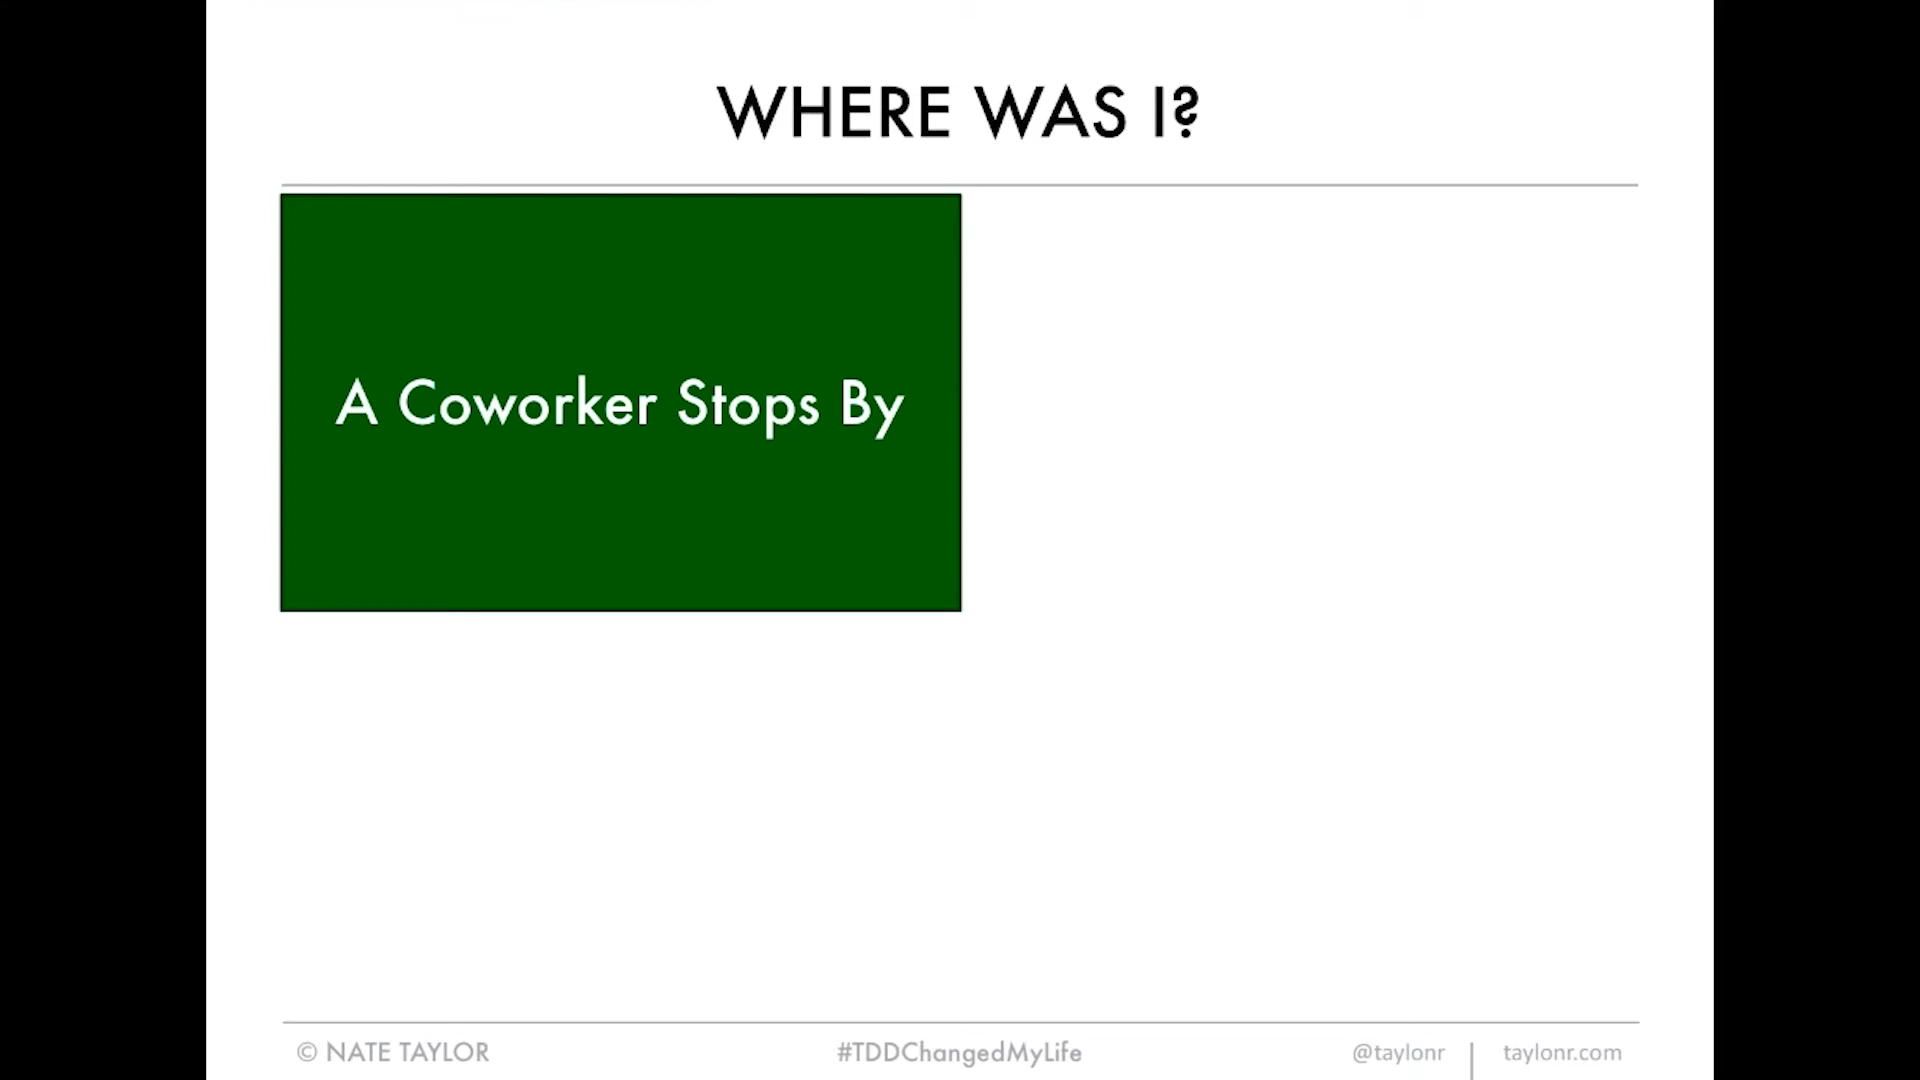 WHERE WAS I?
A Coworker Stops By
© NATE TAYLOR
#TDDChangedMyLife
@taylonr
taylonr.com